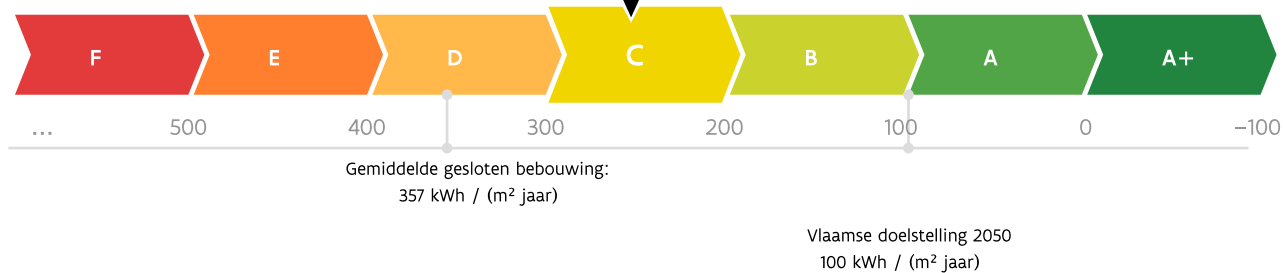 F E D C B A A+
... 500 400 300 200 100 0 −100
Gemiddelde gesloten bebouwing:
357 kWh / (m² jaar)
Vlaamse doelstelling 2050
100 kWh / (m² jaar)